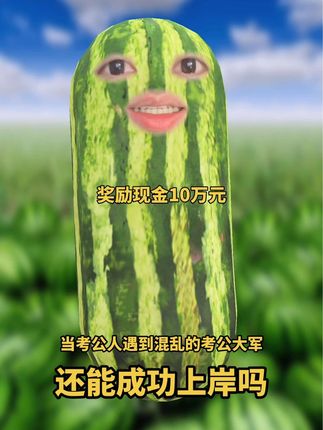 奖励现金10万元
当考公人遇到混乱的考公大军
还能成功上岸吗